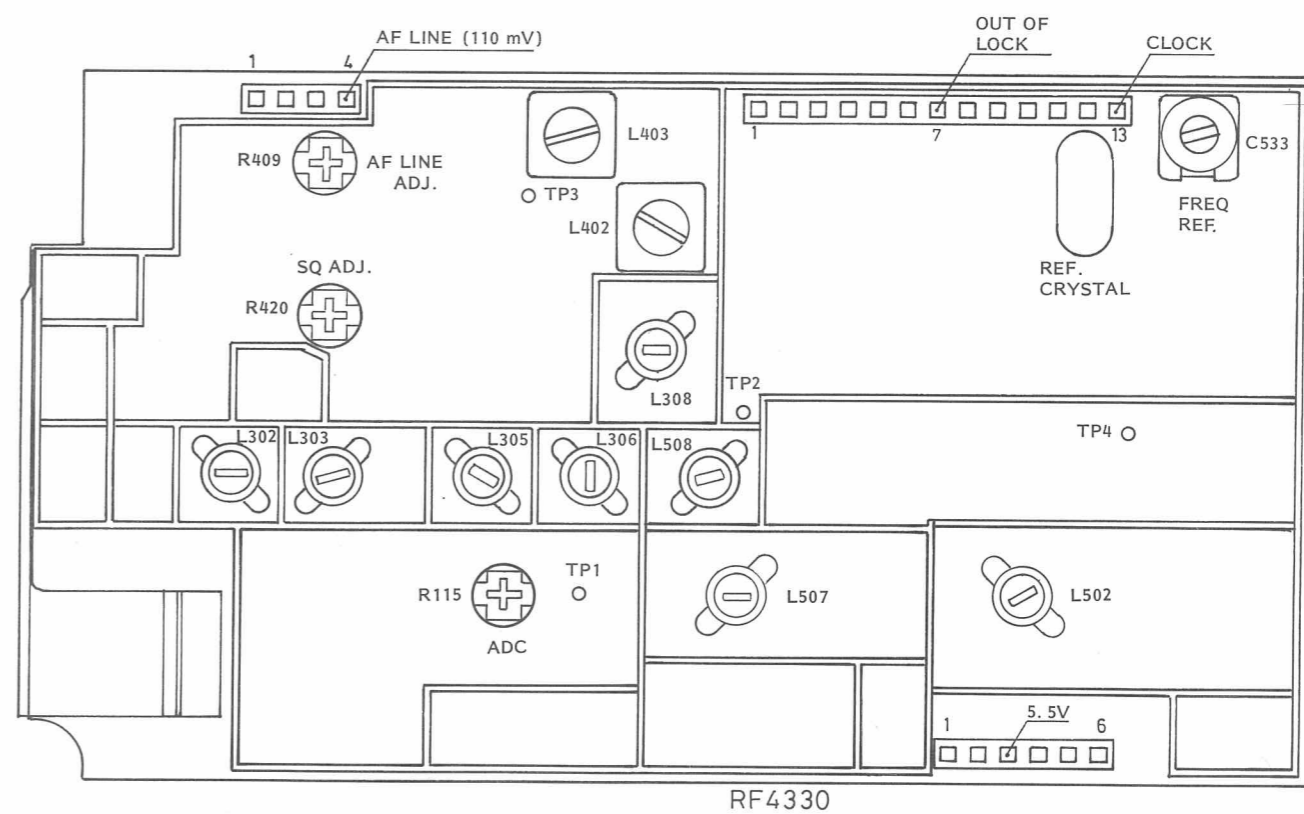 OUT OF
LOCK
CLOCK
AF LINE (110 mV)
1
4
1
7
13
L403
R409
AF LINE
ADJ.
TP3
C533
FREQ
REF.
L402
SQ ADJ.
R420
REF.
CRYSTAL
L308
TP2
TP4
L302
L303
L305
L306
L508
R115
TP1
ADC
L507
L502
1
5.5V
6
RF4330